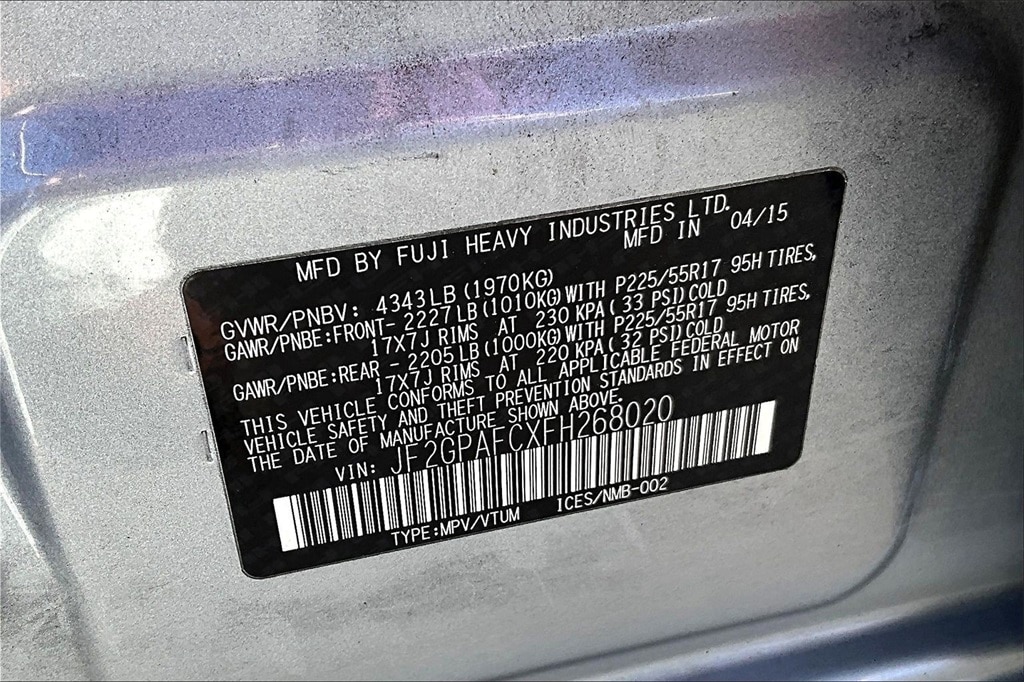 MFD BY FUJI HEAVY INDUSTRIES LTD.
MFD IN 04/15
GVWR/PNBV: 4343LB (1970KG)
GAWR/PNBE:FRONT- 2227LB (1010KG) WITH P225/55R17 95H TIRES,
17X7J RIMS AT 230 KPA (33 PSI) COLD
GAWR/PNBE:REAR - 2205LB (1000KG) WITH P225/55R17 95H TIRES,
17X7J RIMS AT 220 KPA (32 PSI) COLD
THIS VEHICLE CONFORMS TO ALL APPLICABLE FEDERAL MOTOR
VEHICLE SAFETY AND THEFT PREVENTION STANDARDS IN EFFECT ON
THE DATE OF MANUFACTURE SHOWN ABOVE.
VIN: JF2GPAFCXFH268020
TYPE:MPV/VTUM ICES/NMB-002